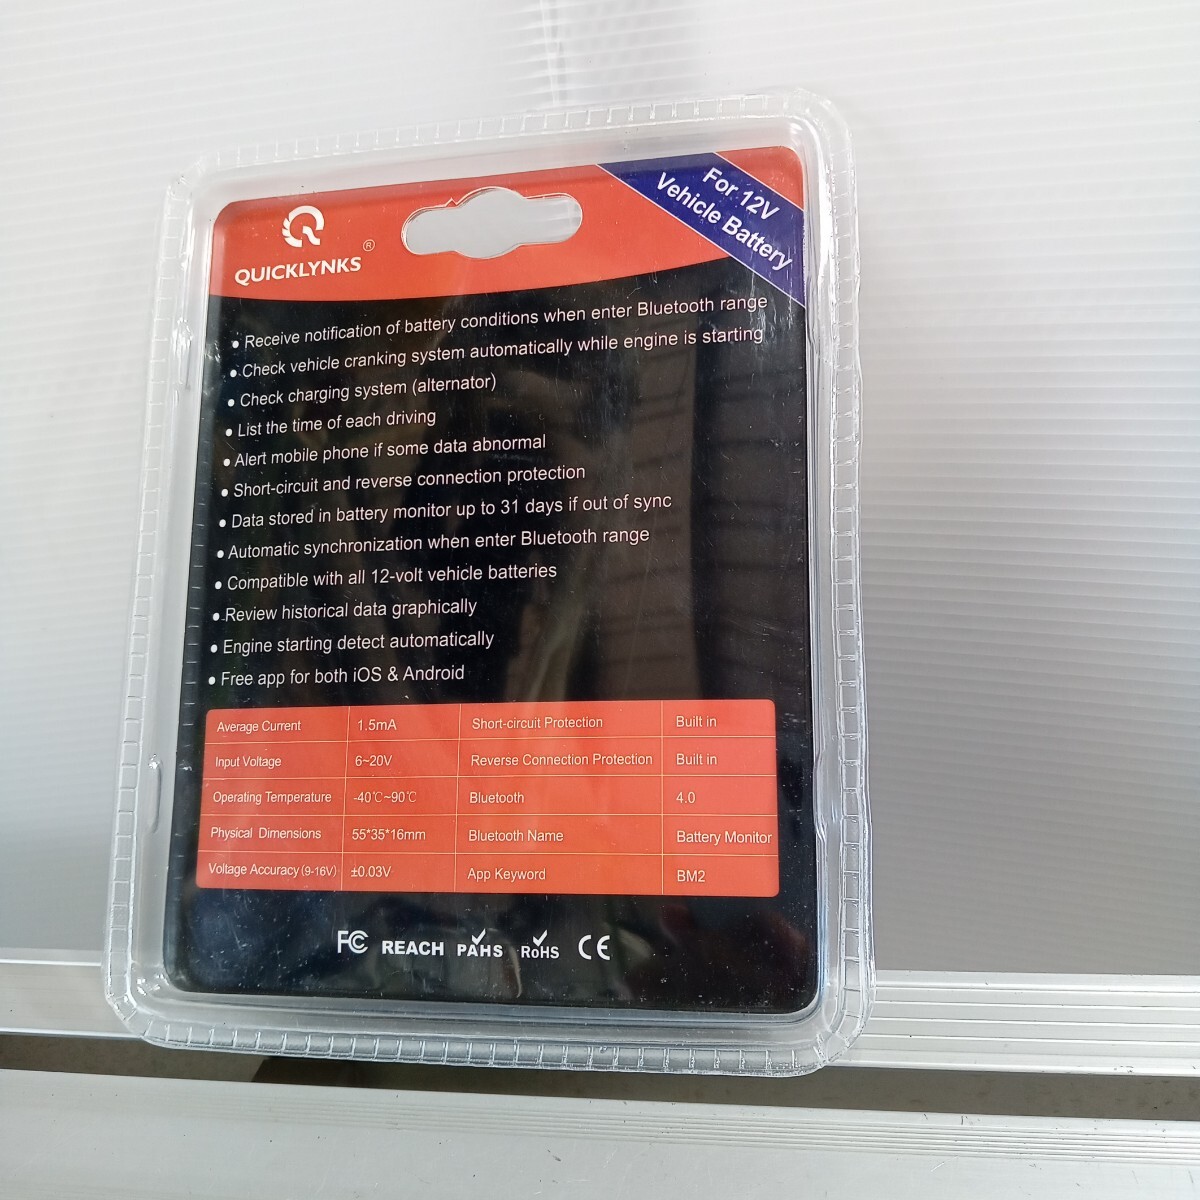 For 12V
Vehicle Battery
QUICKLYNKS®
• Receive notification of battery conditions when enter Bluetooth range
• Check vehicle cranking system automatically while engine is starting
• Check charging system (alternator)
• List the time of each driving
• Alert mobile phone if some data abnormal
• Short-circuit and reverse connection protection
• Data stored in battery monitor up to 31 days if out of sync
• Automatic synchronization when enter Bluetooth range
• Compatible with all 12-volt vehicle batteries
• Review historical data graphically
• Engine starting detect automatically
• Free app for both iOS & Android
Average Current 1.5mA Short-circuit Protection Built in
Input Voltage 6~20V Reverse Connection Protection Built in
Operating Temperature -40℃~90℃ Bluetooth 4.0
Physical Dimensions 55*35*16mm Bluetooth Name Battery Monitor
Voltage Accuracy(9-16V) ±0.03V App Keyword BM2
FC REACH PAHS RoHS CE